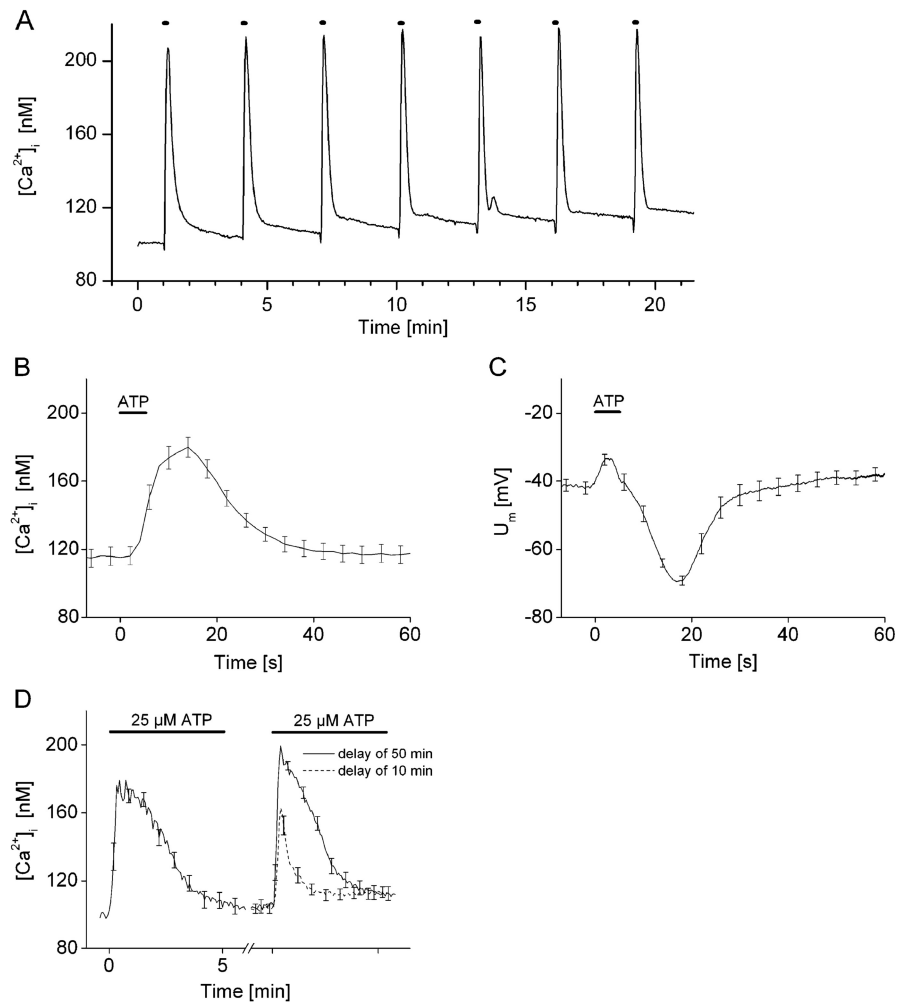 A
[Ca²⁺]ᵢ [nM]
200
160
120
80
0 5 10 15 20
Time [min]
B
ATP
[Ca²⁺]ᵢ [nM]
200
160
120
80
0 20 40 60
Time [s]
C
ATP
Uₘ [mV]
-20
-40
-60
-80
0 20 40 60
Time [s]
D
25 µM ATP 25 µM ATP
delay of 50 min
delay of 10 min
[Ca²⁺]ᵢ [nM]
200
160
120
80
0 5
Time [min]